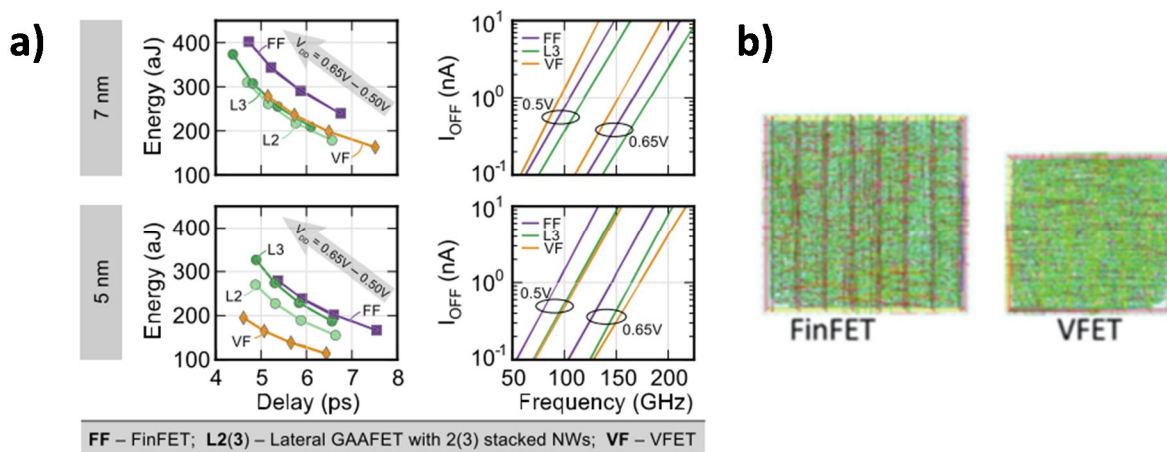 a)
7 nm
Energy (aJ)
400
300
200
100
FF
L3
L2
VF
V_DD = 0.65V – 0.50V
I_OFF (nA)
10^1
10^0
10^-1
FF
L3
VF
0.5V
0.65V
5 nm
Energy (aJ)
400
300
200
100
L3
L2
FF
VF
V_DD = 0.65V – 0.50V
4 5 6 7 8
Delay (ps)
I_OFF (nA)
10^1
10^0
10^-1
FF
L3
VF
0.5V
0.65V
50 100 150 200
Frequency (GHz)
FF – FinFET; L2(3) – Lateral GAAFET with 2(3) stacked NWs; VF – VFET
b)
FinFET
VFET